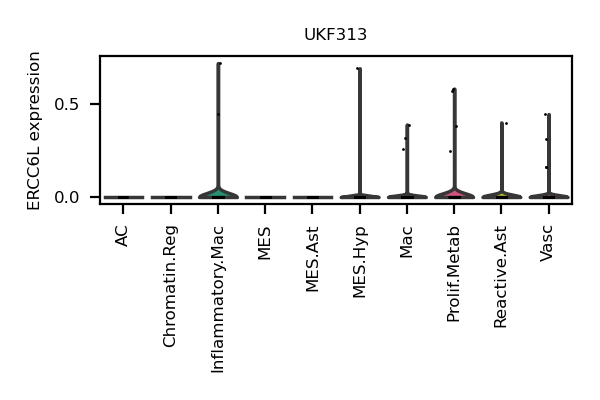 UKF313
ERCC6L expression
0.5
0.0
AC
Chromatin.Reg
Inflammatory.Mac
MES
MES.Ast
MES.Hyp
Mac
Prolif.Metab
Reactive.Ast
Vasc